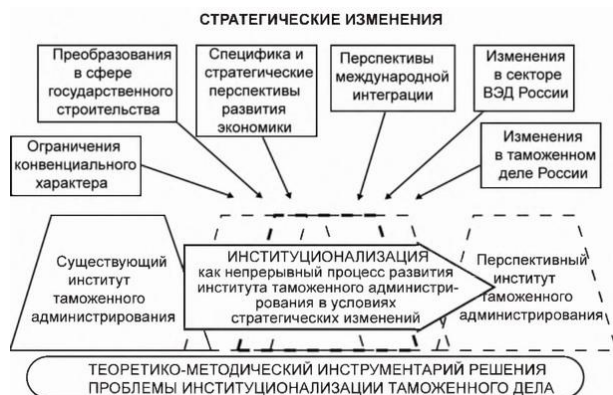 СТРАТЕГИЧЕСКИЕ ИЗМЕНЕНИЯ
Преобразования
в сфере
государственного
строительства
Специфика и
стратегические
перспективы
развития
экономики
Перспективы
международной
интеграции
Изменения
в секторе
ВЭД России
Ограничения
конвенциального
характера
Изменения
в таможенном
деле России
Существующий
институт
таможенного
администрирования
ИНСТИТУЦИОНАЛИЗАЦИЯ
как непрерывный процесс развития
института таможенного администри-
рования в условиях
стратегических изменений
Перспективный
институт
таможенного
администрирования
ТЕОРЕТИКО-МЕТОДИЧЕСКИЙ ИНСТРУМЕНТАРИЙ РЕШЕНИЯ
ПРОБЛЕМЫ ИНСТИТУЦИОНАЛИЗАЦИИ ТАМОЖЕННОГО ДЕЛА